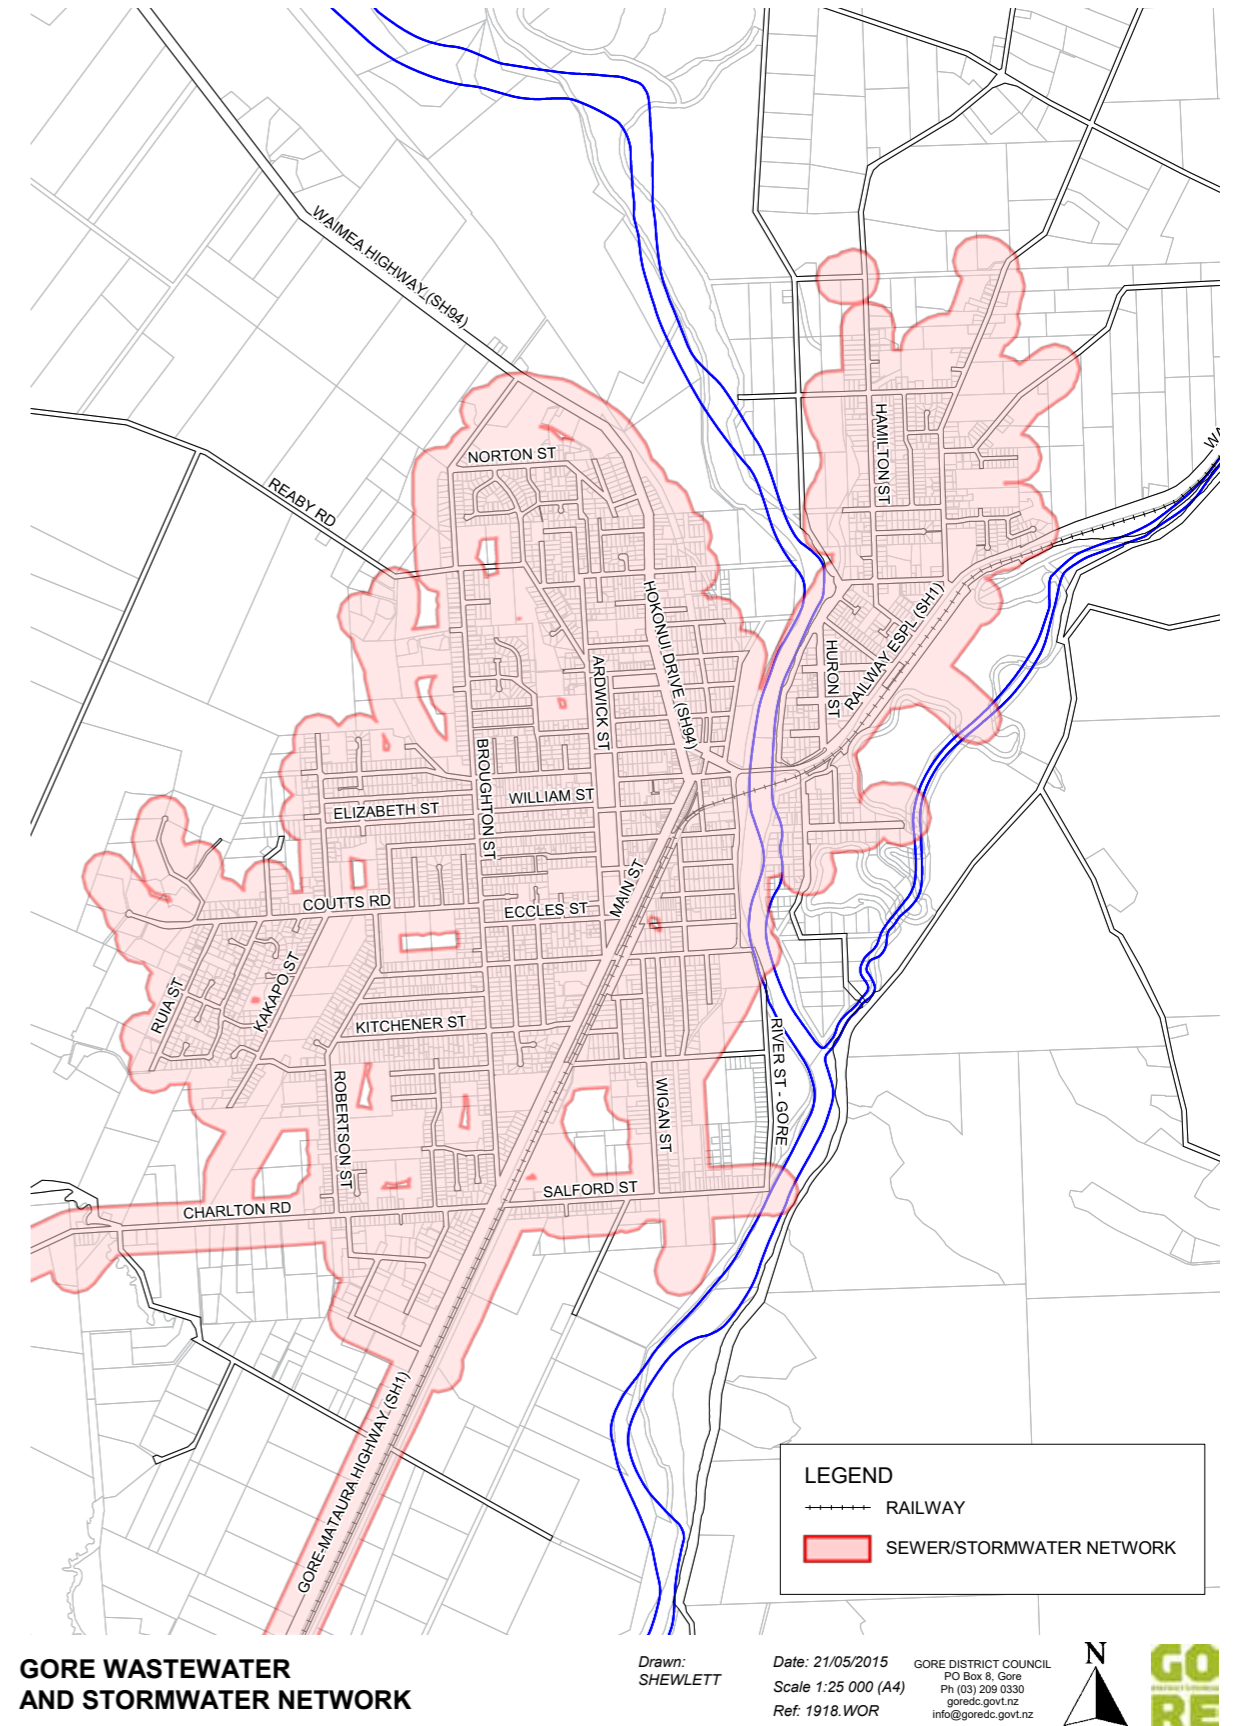 WAIMEA HIGHWAY (SH94)
REABY RD
NORTON ST
HAMILTON ST
WA
HOKONUI DRIVE (SH94)
ARDWICK ST
HURON ST
RAILWAY ESPL (SH1)
BROUGHTON ST
WILLIAM ST
ELIZABETH ST
MAIN ST
COUTTS RD
ECCLES ST
RUIA ST
KAKAPO ST
KITCHENER ST
RIVER ST - GORE
ROBERTSON ST
WIGAN ST
SALFORD ST
CHARLTON RD
GORE-MATAURA HIGHWAY (SH1)
LEGEND
RAILWAY
SEWER/STORMWATER NETWORK
GORE WASTEWATER
AND STORMWATER NETWORK
Drawn:
SHEWLETT
Date: 21/05/2015
Scale 1:25 000 (A4)
Ref: 1918.WOR
GORE DISTRICT COUNCIL
PO Box 8, Gore
Ph (03) 209 0330
goredc.govt.nz
info@goredc.govt.nz
N
GO
RE